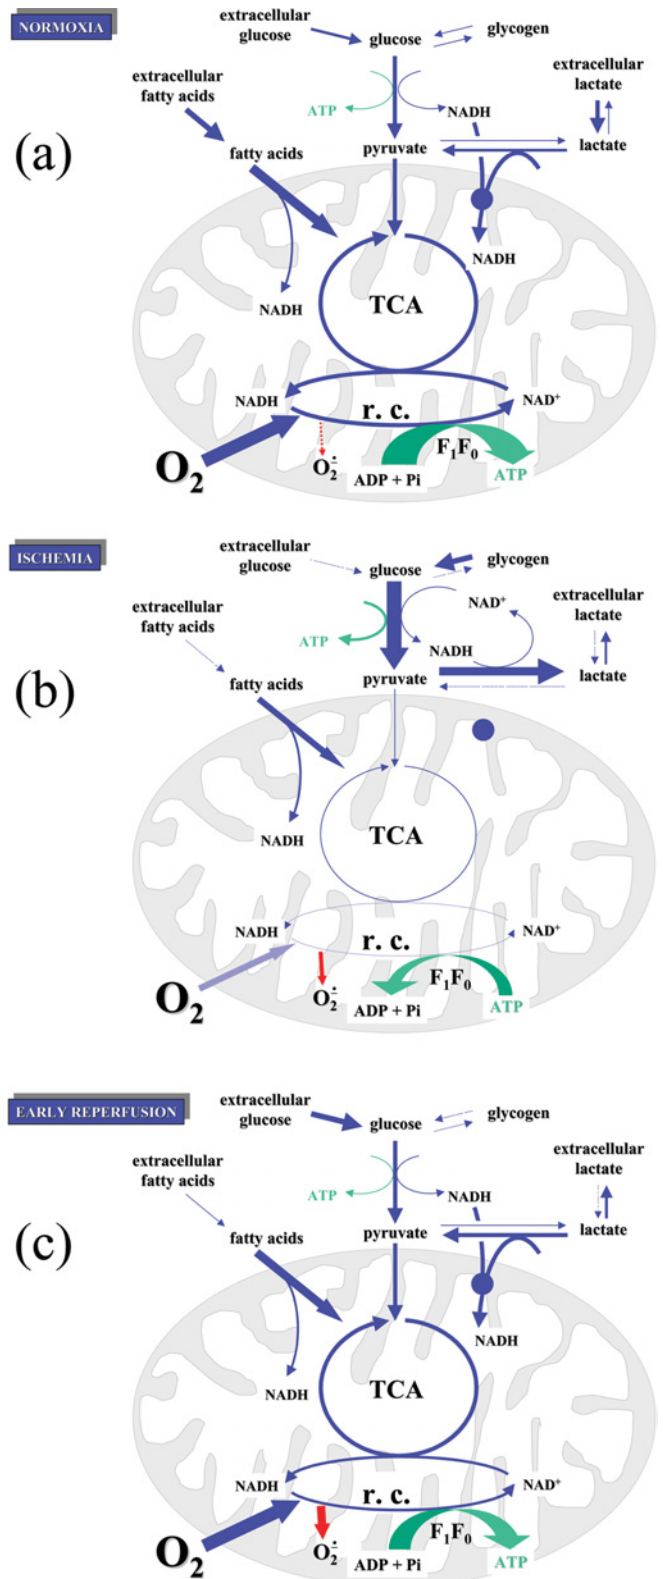 NORMOXIA
extracellular
glucose
glucose
glycogen
extracellular
fatty acids
extracellular
lactate
ATP
NADH
(a)
fatty acids
pyruvate
lactate
NADH
NADH
TCA
NADH
r. c.
NAD⁺
O₂
O₂∸
ADP + Pi
F₁F₀
ATP
ISCHEMIA
extracellular
glucose
glucose
glycogen
extracellular
fatty acids
NAD⁺
extracellular
lactate
ATP
NADH
(b)
fatty acids
pyruvate
lactate
NADH
TCA
NADH
r. c.
NAD⁺
O₂
O₂∸
ADP + Pi
F₁F₀
ATP
EARLY REPERFUSION
extracellular
glucose
glucose
glycogen
extracellular
fatty acids
extracellular
lactate
ATP
NADH
(c)
fatty acids
pyruvate
lactate
NADH
NADH
TCA
NADH
r. c.
NAD⁺
O₂
O₂∸
ADP + Pi
F₁F₀
ATP